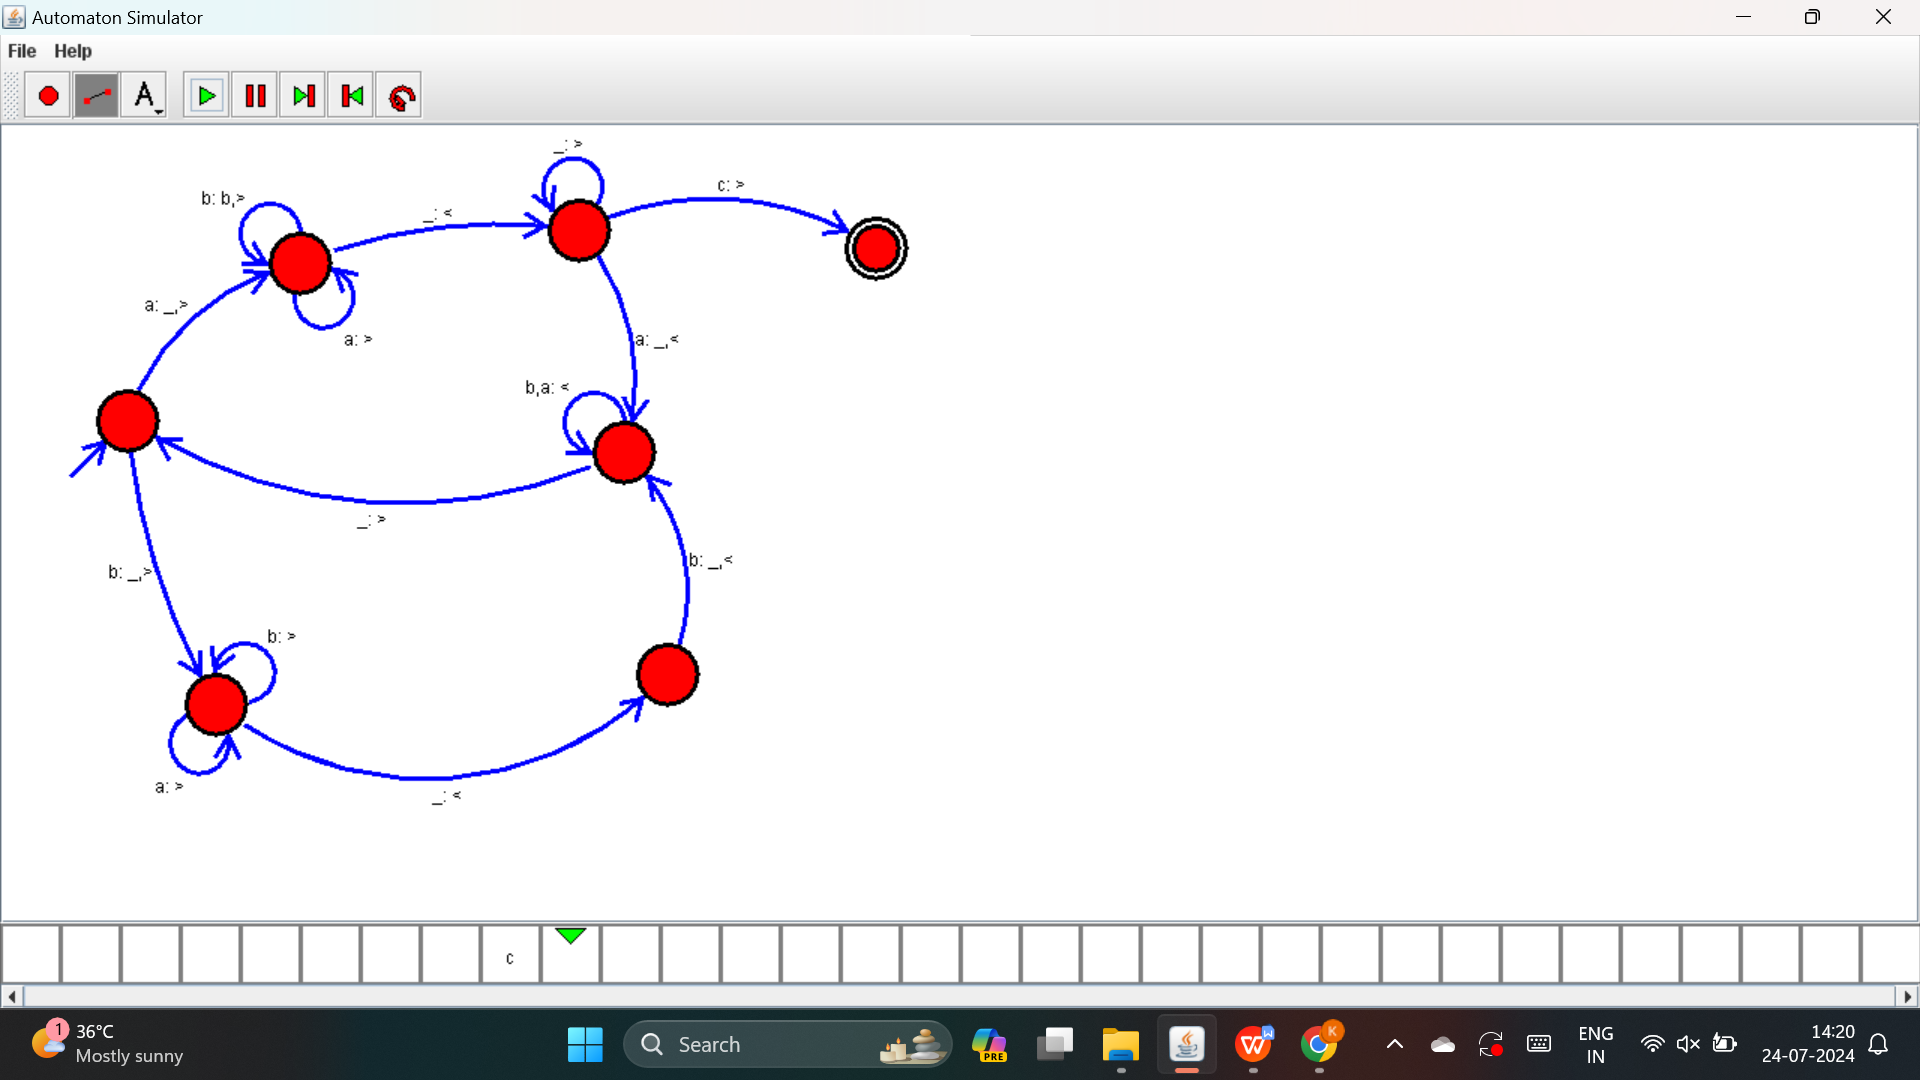 Automaton Simulator
File Help
A
_: >
c: >
b: b,>
_: <
a: _,>
a: >
a: _,<
b,a: <
_: >
b: _,<
b: _,>
b: >
a: >
_: <
c
1
36°C
Mostly sunny
Search
PRE
W
W
K
ENG
IN
14:20
24-07-2024